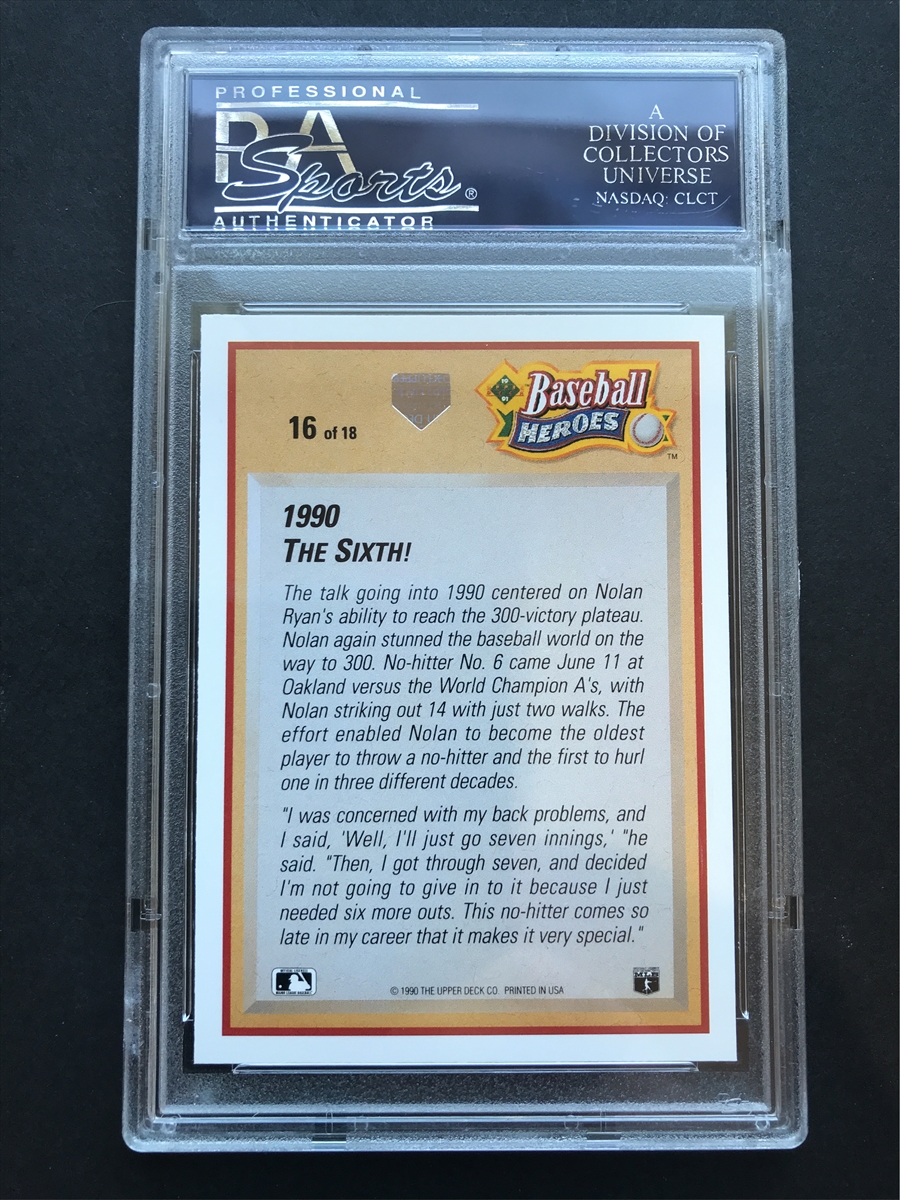 PROFESSIONAL
PSA
Sports®
AUTHENTICATOR
A
DIVISION OF
COLLECTORS
UNIVERSE
NASDAQ: CLCT
16 of 18
19
91
Baseball
HEROES
TM
1990
THE SIXTH!
The talk going into 1990 centered on Nolan
Ryan's ability to reach the 300-victory plateau.
Nolan again stunned the baseball world on the
way to 300. No-hitter No. 6 came June 11 at
Oakland versus the World Champion A's, with
Nolan striking out 14 with just two walks. The
effort enabled Nolan to become the oldest
player to throw a no-hitter and the first to hurl
one in three different decades.
"I was concerned with my back problems, and
I said, 'Well, I'll just go seven innings,' "he
said. "Then, I got through seven, and decided
I'm not going to give in to it because I just
needed six more outs. This no-hitter comes so
late in my career that it makes it very special."
© 1990 THE UPPER DECK CO. PRINTED IN USA